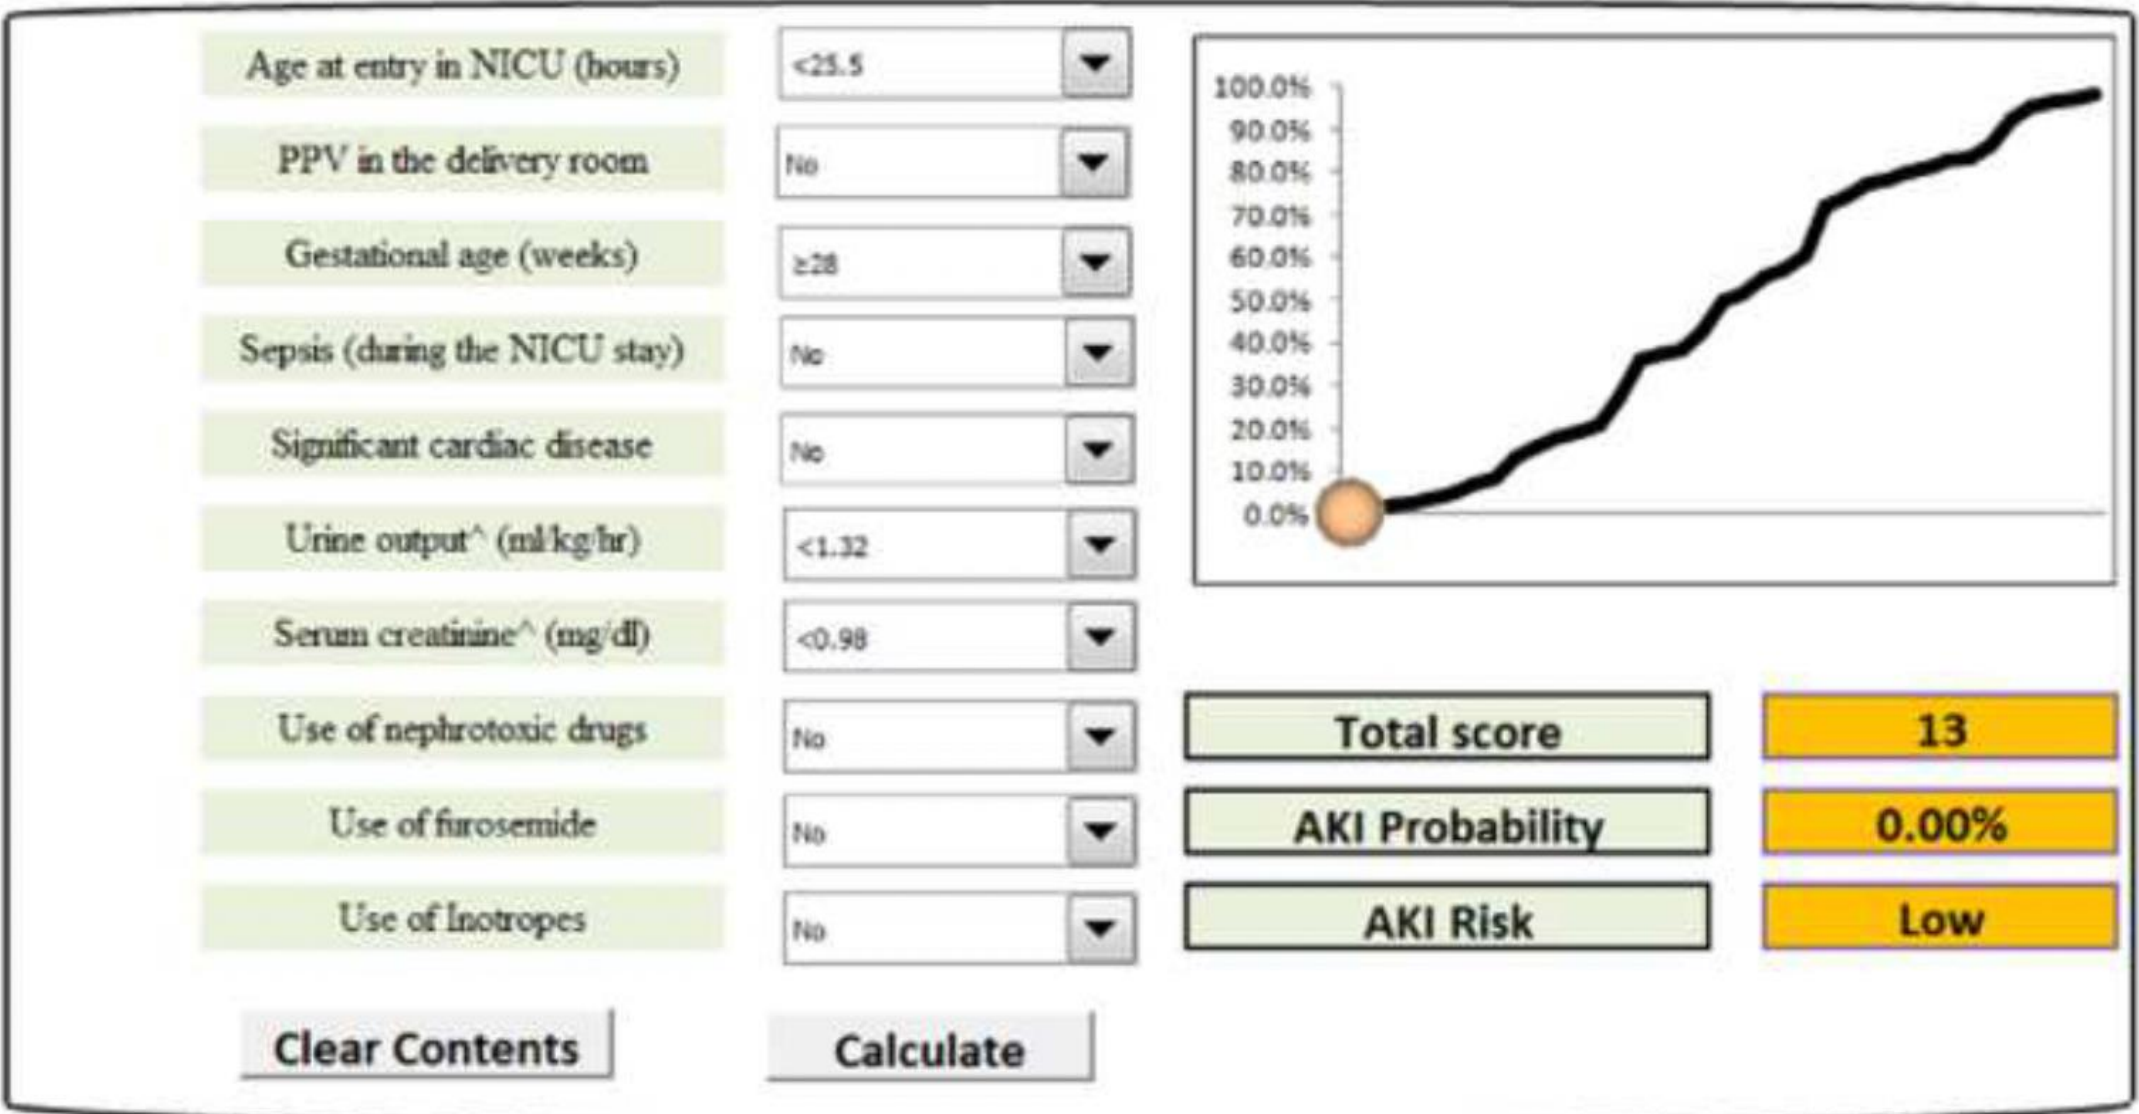 Age at entry in NICU (hours) <25.5
PPV in the delivery room No
Gestational age (weeks) ≥28
Sepsis (during the NICU stay) No
Significant cardiac disease No
Urine output^ (ml/kg/hr) <1.32
Serum creatinine^ (mg/dl) <0.98
Use of nephrotoxic drugs No
Use of furosemide No
Use of Inotropes No
Clear Contents Calculate
100.0%
90.0%
80.0%
70.0%
60.0%
50.0%
40.0%
30.0%
20.0%
10.0%
0.0%
Total score 13
AKI Probability 0.00%
AKI Risk Low